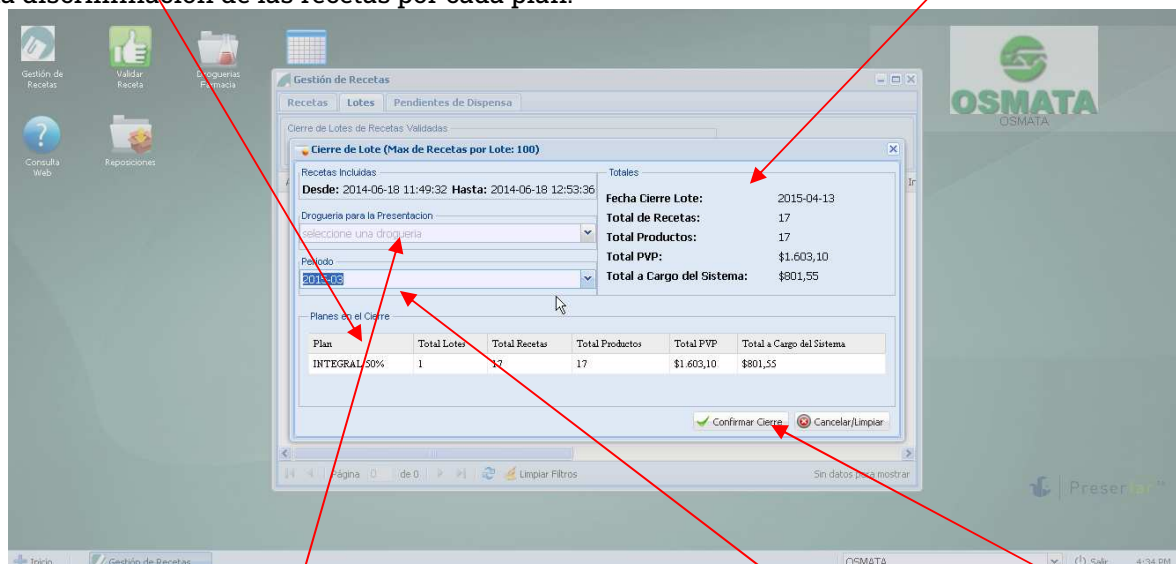 a discriminación de las recetas por cada plan.
Gestión de Recetas
Validar Receta
Droguerias Farmacia
Consulta Web
Reposiciones
OSMATA
OSMATA
Gestión de Recetas
Recetas Lotes Pendientes de Dispensa
Cierre de Lotes de Recetas Validadas
Cierre de Lote (Max de Recetas por Lote: 100)
Recetas Incluidas
Desde: 2014-06-18 11:49:32 Hasta: 2014-06-18 12:53:36
Drogueria para la Presentacion
seleccione una drogueria
Periodo
2015-03
Totales
Fecha Cierre Lote: 2015-04-13
Total de Recetas: 17
Total Productos: 17
Total PVP: $1.603,10
Total a Cargo del Sistema: $801,55
Planes en el Cierre
Plan Total Lotes Total Recetas Total Productos Total PVP Total a Cargo del Sistema
INTEGRAL 50% 1 17 17 $1.603,10 $801,55
Confirmar Cierre Cancelar/Limpiar
Página 0 de 0 Limpiar Filtros Sin datos para mostrar
Preserfar
Inicio Gestión de Recetas OSMATA Salir 4:34 PM